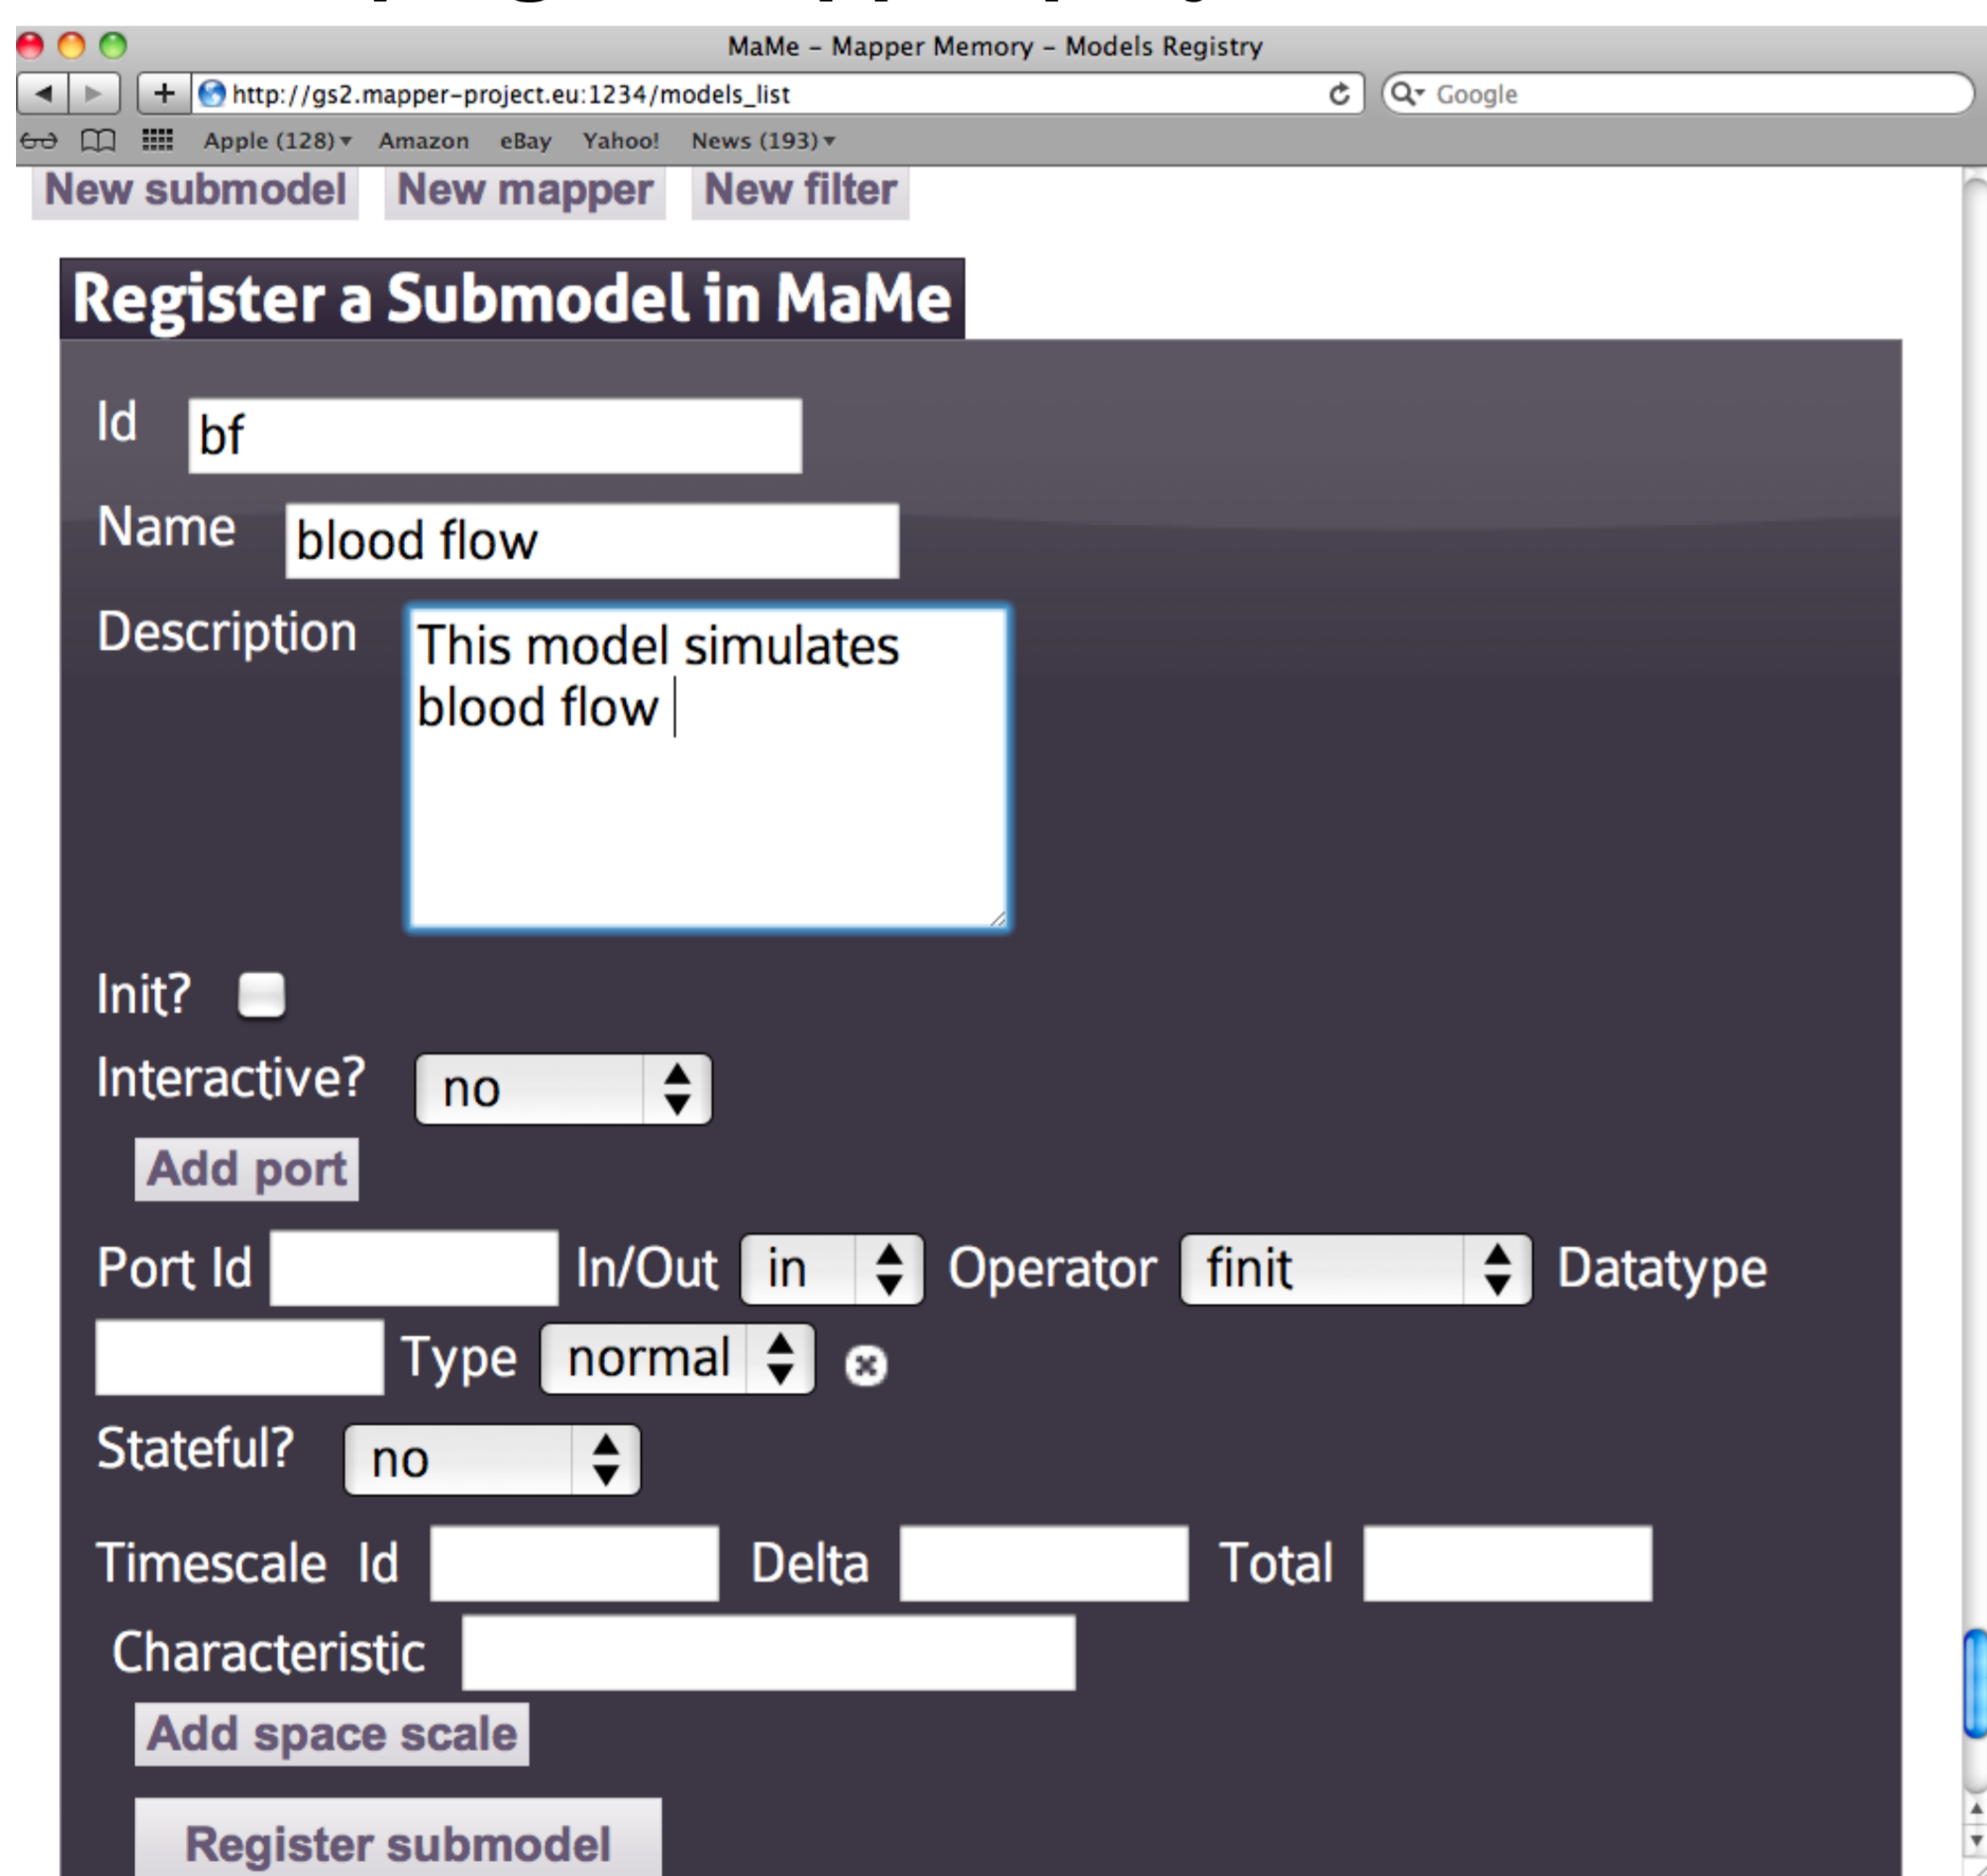 MaMe – Mapper Memory – Models Registry
http://gs2.mapper-project.eu:1234/models_list
Google
Apple (128) Amazon eBay Yahoo! News (193)
New submodel New mapper New filter
Register a Submodel in MaMe
Id bf
Name blood flow
Description This model simulates
blood flow
Init?
Interactive? no
Add port
Port Id In/Out in Operator finit Datatype
Type normal
Stateful? no
Timescale Id Delta Total
Characteristic
Add space scale
Register submodel